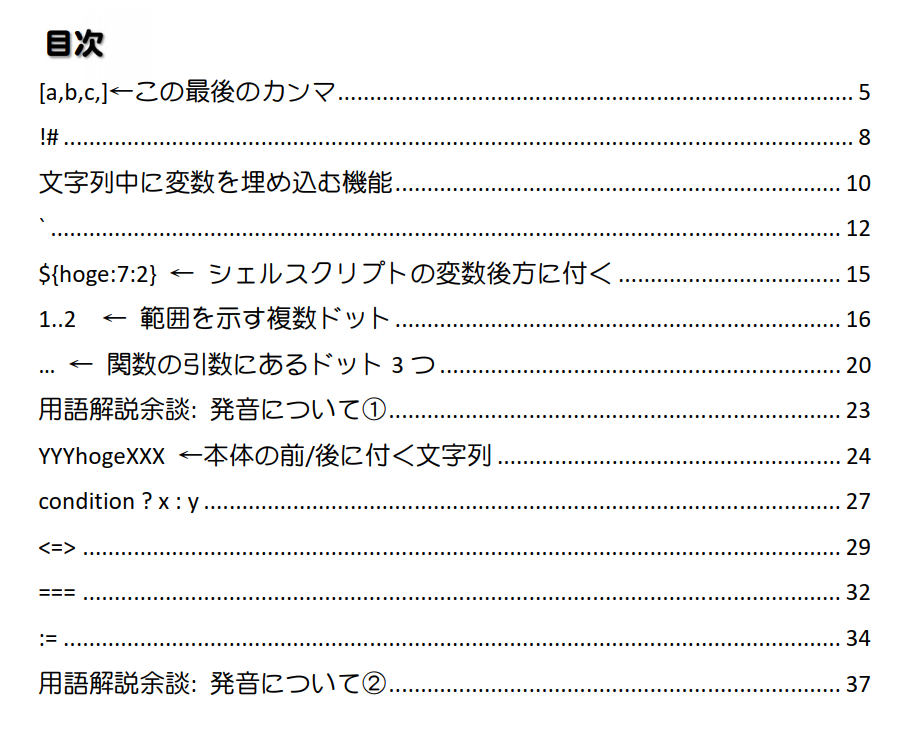 目次
[a,b,c,]←この最後のカンマ 5
!# 8
文字列中に変数を埋め込む機能 10
` 12
${hoge:7:2} ← シェルスクリプトの変数後方に付く 15
1..2 ← 範囲を示す複数ドット 16
… ← 関数の引数にあるドット 3 つ 20
用語解説余談: 発音について① 23
YYYhogeXXX ←本体の前/後に付く文字列 24
condition ? x : y 27
<=> 29
=== 32
:= 34
用語解説余談: 発音について② 37